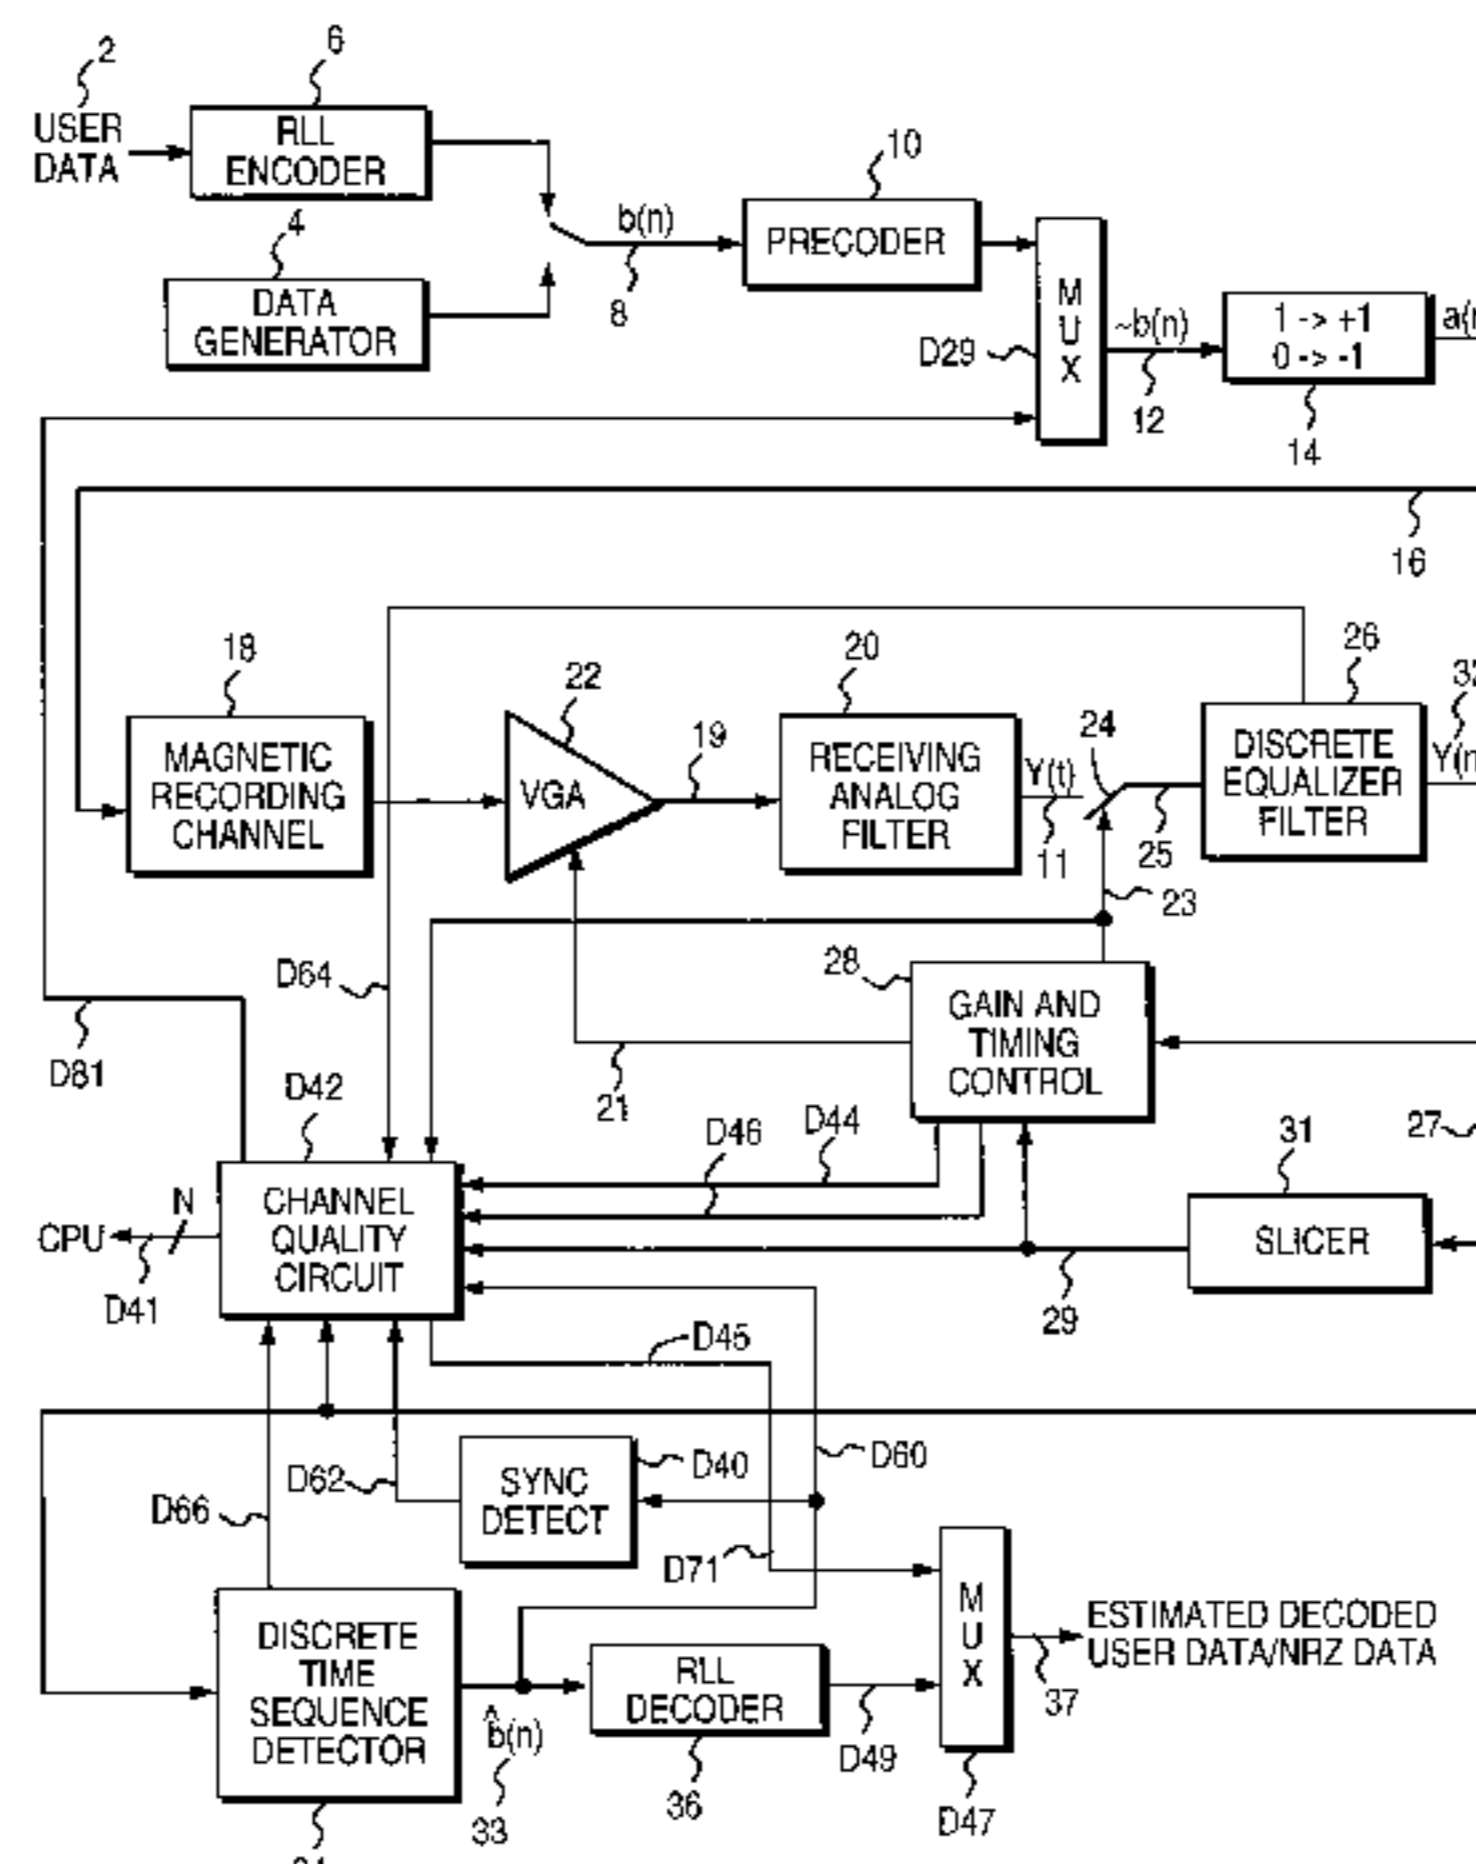 2
6
USER
DATA
RLL
ENCODER
4
DATA
GENERATOR
b(n)
8
10
PRECODER
M
U
X
D29
~b(n)
12
1 -> +1
0 -> -1
14
16
18
MAGNETIC
RECORDING
CHANNEL
22
VGA
19
20
RECEIVING
ANALOG
FILTER
Y(t)
11
24
25
23
26
DISCRETE
EQUALIZER
FILTER
D64
D81
28
GAIN AND
TIMING
CONTROL
21
D42
D46
D44
31
27
N
CPU
D41
CHANNEL
QUALITY
CIRCUIT
SLICER
29
D45
D60
D62
D66
D40
SYNC
DETECT
D71
M
U
X
ESTIMATED DECODED
USER DATA/NRZ DATA
37
DISCRETE
TIME
SEQUENCE
DETECTOR
RLL
DECODER
b̂(n)
33
36
D49
D47